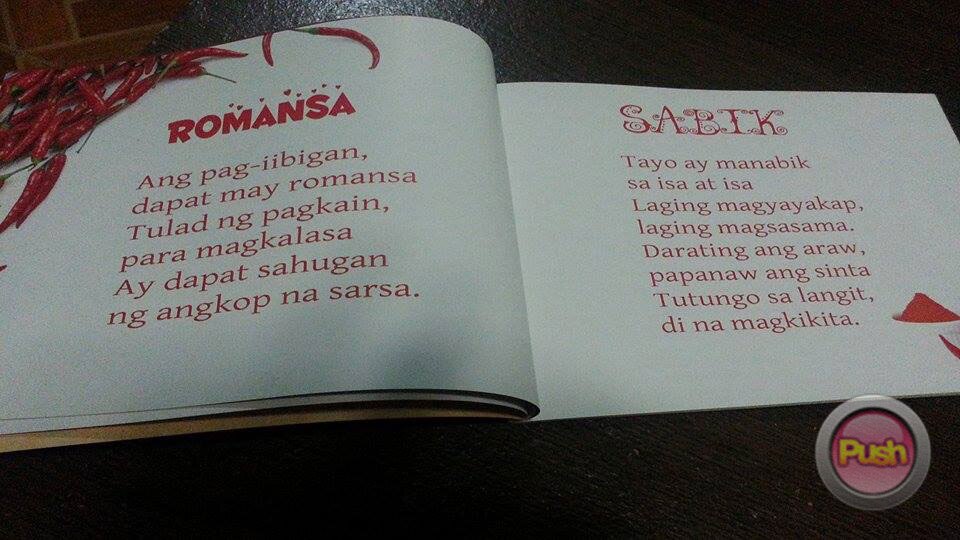 ROMANSA
Ang pag-iibigan,
dapat may romansa
Tulad ng pagkain,
para magkalasa
Ay dapat sahugan
ng angkop na sarsa.
SABIK
Tayo ay manabik
sa isa at isa
Laging magyayakap,
laging magsasama.
Darating ang araw,
papanaw ang sinta
Tutungo sa langit,
di na magkikita.
Push